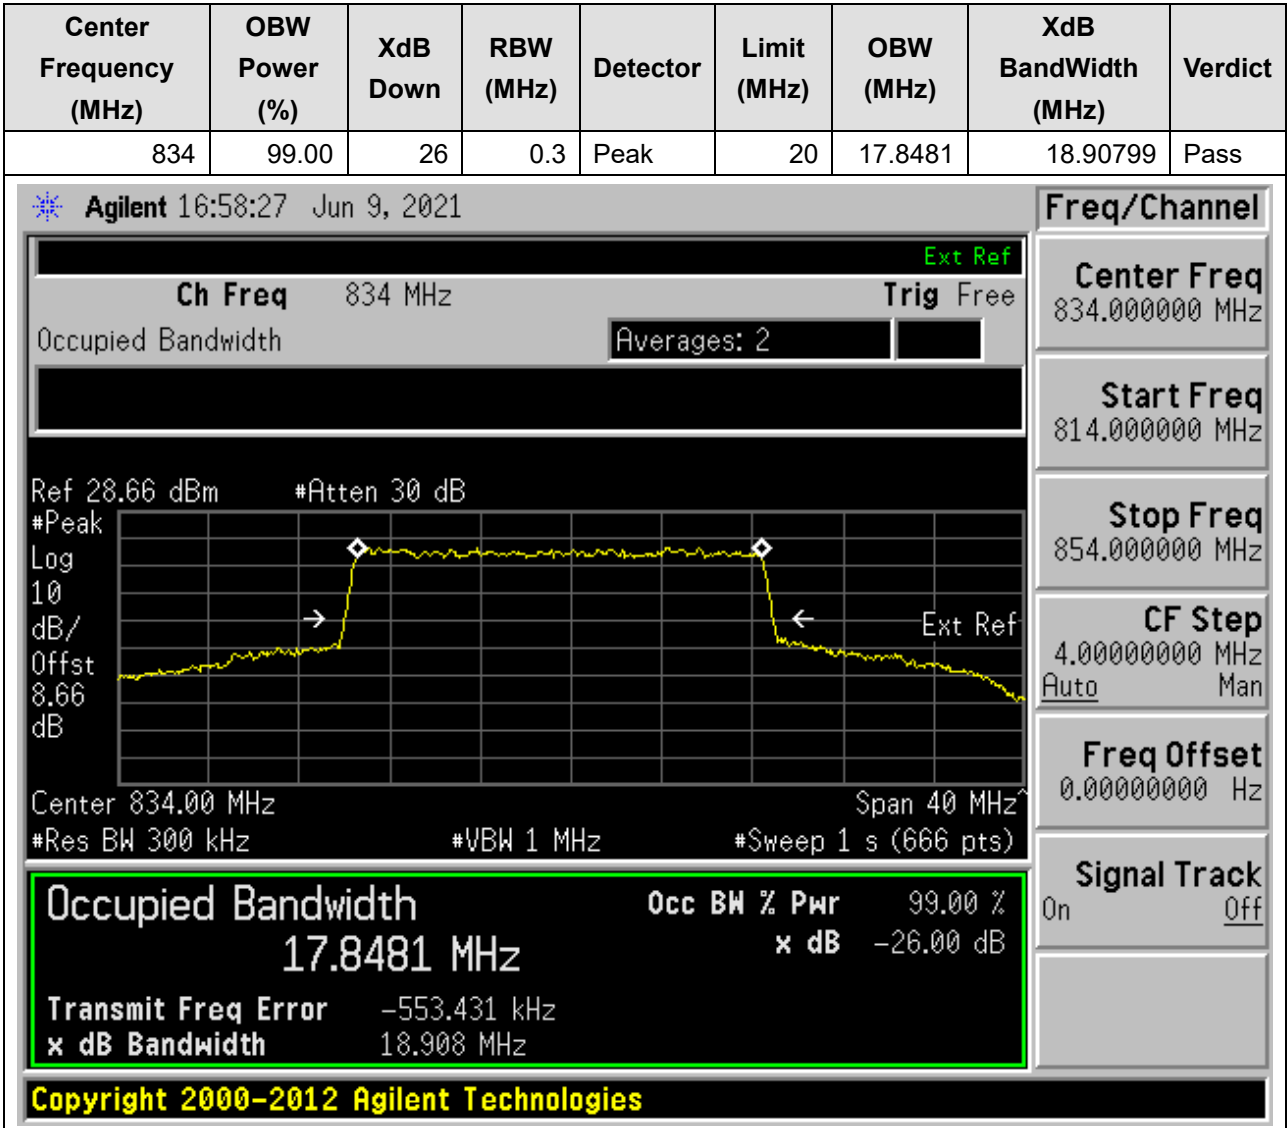 Center Frequency (MHz) OBW Power (%) XdB Down RBW (MHz) Detector Limit (MHz) OBW (MHz) XdB BandWidth (MHz) Verdict
834 99.00 26 0.3 Peak 20 17.8481 18.90799 Pass
Agilent 16:58:27 Jun 9, 2021
Freq/Channel
Ext Ref
Ch Freq 834 MHz Trig Free
Occupied Bandwidth Averages: 2
Center Freq
834.000000 MHz
Start Freq
814.000000 MHz
Stop Freq
854.000000 MHz
CF Step
4.00000000 MHz
Auto Man
Freq Offset
0.00000000 Hz
Signal Track
On Off
Ref 28.66 dBm #Atten 30 dB
#Peak
Log
10
dB/
Offst
8.66
dB
Ext Ref
Center 834.00 MHz Span 40 MHz^
#Res BW 300 kHz #VBW 1 MHz #Sweep 1 s (666 pts)
Occupied Bandwidth Occ BW % Pwr 99.00 %
17.8481 MHz x dB -26.00 dB
Transmit Freq Error -553.431 kHz
x dB Bandwidth 18.908 MHz
Copyright 2000-2012 Agilent Technologies